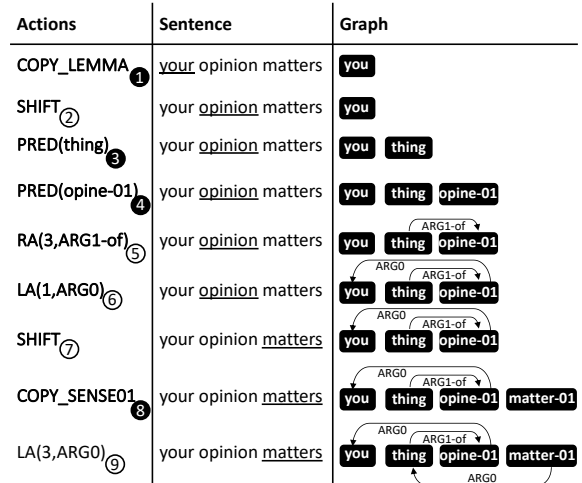 Actions Sentence Graph
COPY_LEMMA ❶ your opinion matters you
SHIFT ② your opinion matters you
PRED(thing) ❸ your opinion matters you thing
PRED(opine-01) ❹ your opinion matters you thing opine-01
ARG1-of
RA(3,ARG1-of) ⑤ your opinion matters you thing opine-01
ARG0
ARG1-of
LA(1,ARG0) ⑥ your opinion matters you thing opine-01
ARG0
ARG1-of
SHIFT ⑦ your opinion matters you thing opine-01
ARG0
ARG1-of
COPY_SENSE01 ❽ your opinion matters you thing opine-01 matter-01
ARG0
ARG1-of
LA(3,ARG0) ⑨ your opinion matters you thing opine-01 matter-01
ARG0